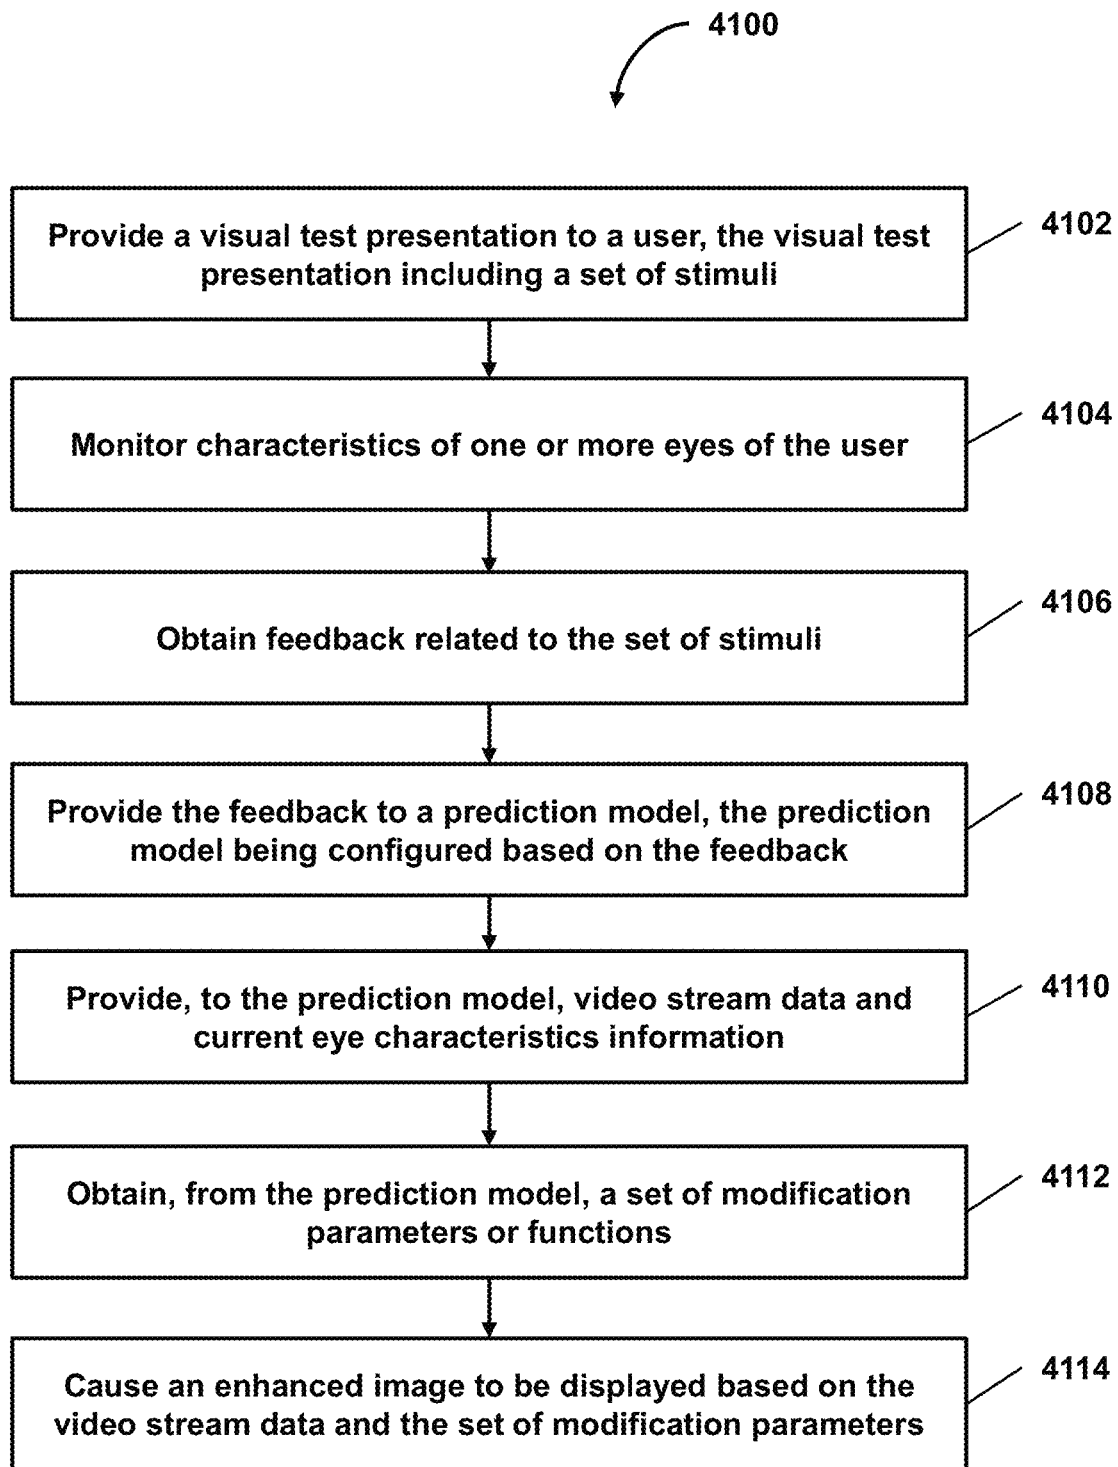 4100
Provide a visual test presentation to a user, the visual test
presentation including a set of stimuli
4102
Monitor characteristics of one or more eyes of the user
4104
Obtain feedback related to the set of stimuli
4106
Provide the feedback to a prediction model, the prediction
model being configured based on the feedback
4108
Provide, to the prediction model, video stream data and
current eye characteristics information
4110
Obtain, from the prediction model, a set of modification
parameters or functions
4112
Cause an enhanced image to be displayed based on the
video stream data and the set of modification parameters
4114